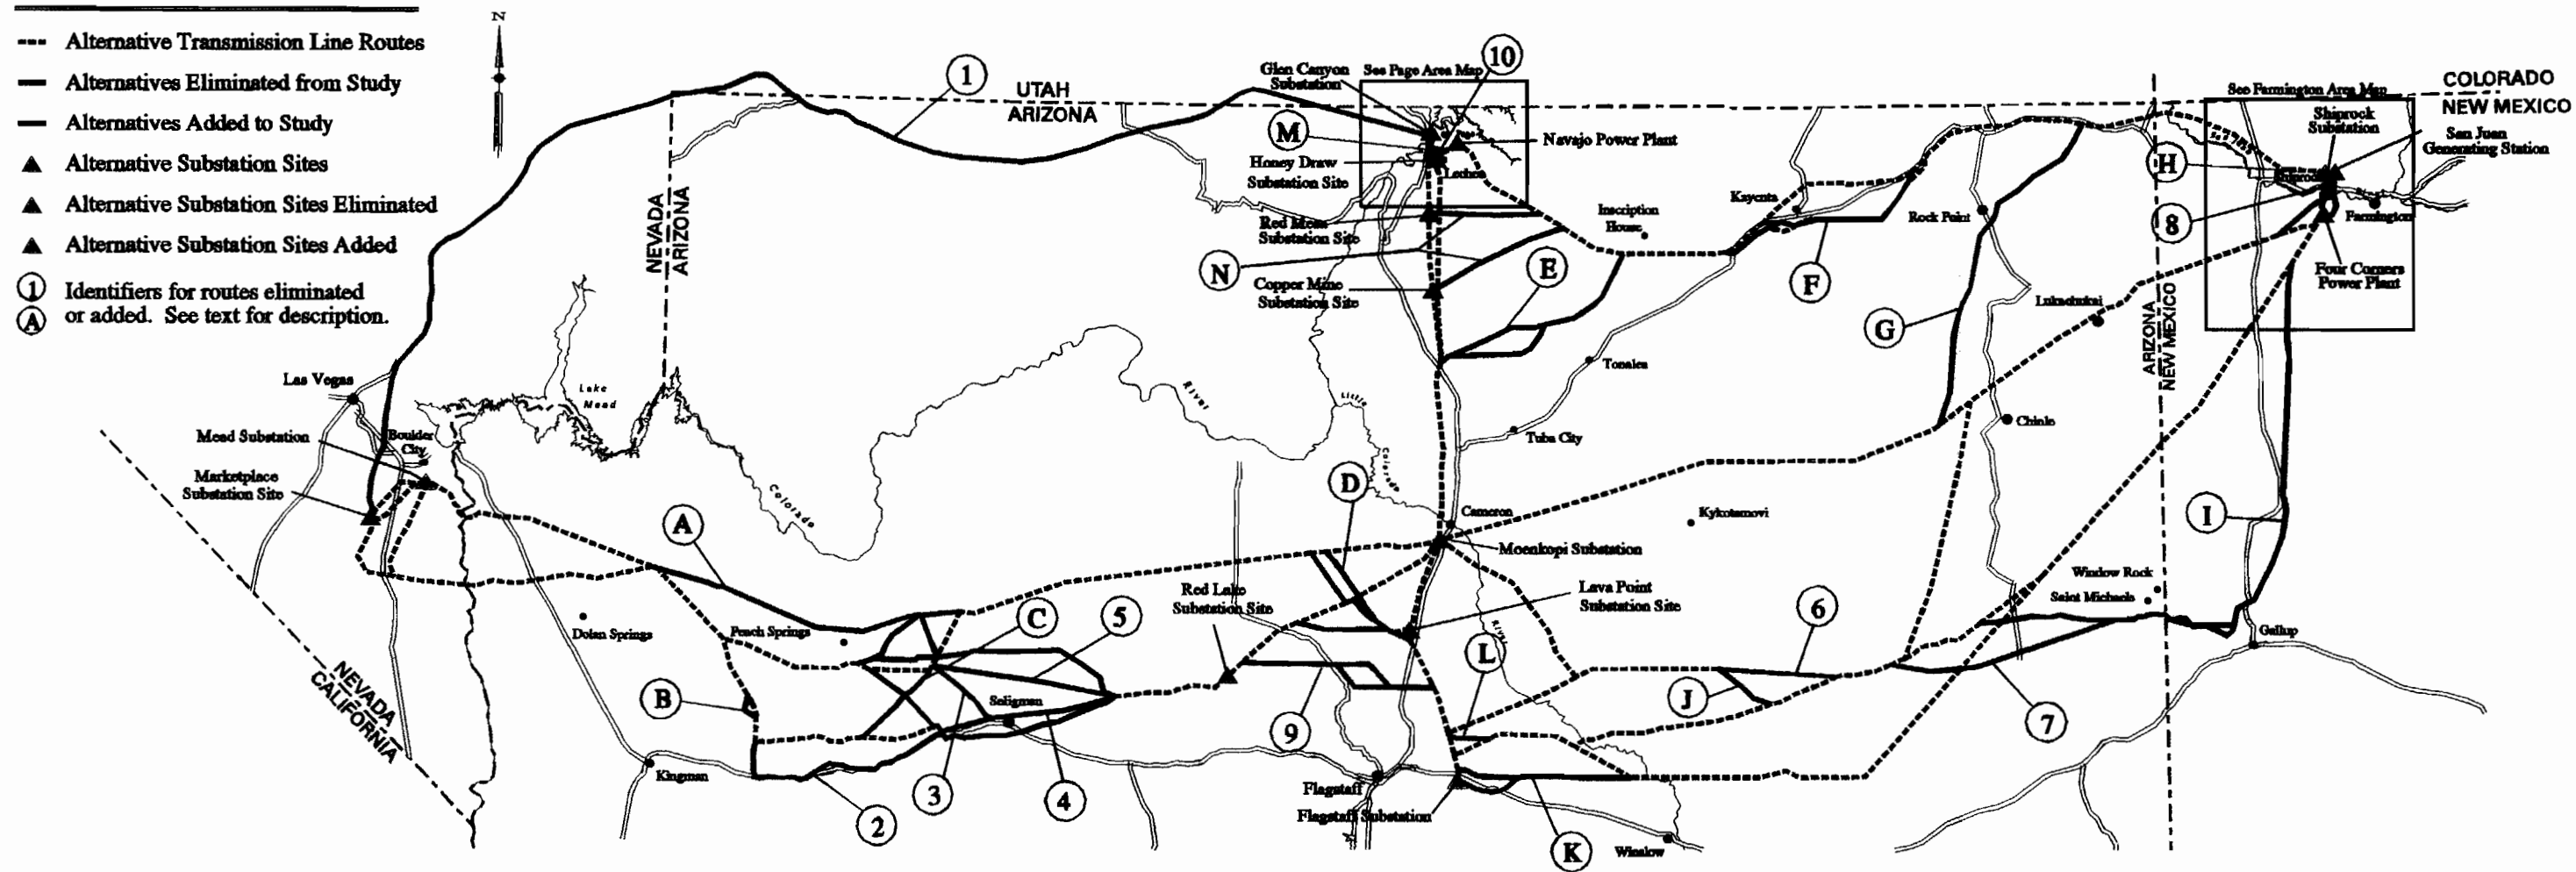 N
Alternative Transmission Line Routes
Alternatives Eliminated from Study
Alternatives Added to Study
Alternative Substation Sites
Alternative Substation Sites Eliminated
Alternative Substation Sites Added
1
A
Identifiers for routes eliminated
or added. See text for description.
1
UTAH
ARIZONA
Glen Canyon
Substation
See Page Area Map
10
M
Navajo Power Plant
Honey Draw
Substation Site
Lechee
Red Mesa
Substation Site
N
Copper Mine
Substation Site
E
Inscription
House
Kayenta
F
Rock Point
G
Tonalea
Tuba City
COLORADO
NEW MEXICO
See Farmington Area Map
Shiprock
Substation
San Juan
Generating Station
H
Shiprock
8
Farmington
Four Corners
Power Plant
Lukachukai
ARIZONA
NEW MEXICO
Chinle
I
Window Rock
Saint Michaels
Gallup
NEVADA
ARIZONA
Las Vegas
Lake
Mead
Mead Substation
Boulder
City
Marketplace
Substation Site
Colorado
River
Little
Colorado
River
A
D
Cameron
Kykotsmovi
Moenkopi Substation
Red Lake
Substation Site
Lava Point
Substation Site
Dolan Springs
Peach Springs
C
5
6
L
J
B
Seligman
9
7
NEVADA
CALIFORNIA
Kingman
2
3
4
Flagstaff
Flagstaff Substation
K
Winslow